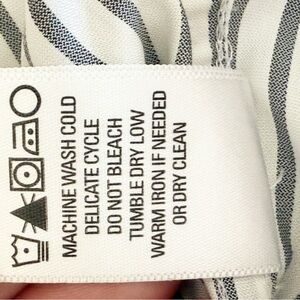 MACHINE WASH COLD
DELICATE CYCLE
DO NOT BLEACH
TUMBLE DRY LOW
WARM IRON IF NEEDED
OR DRY CLEAN